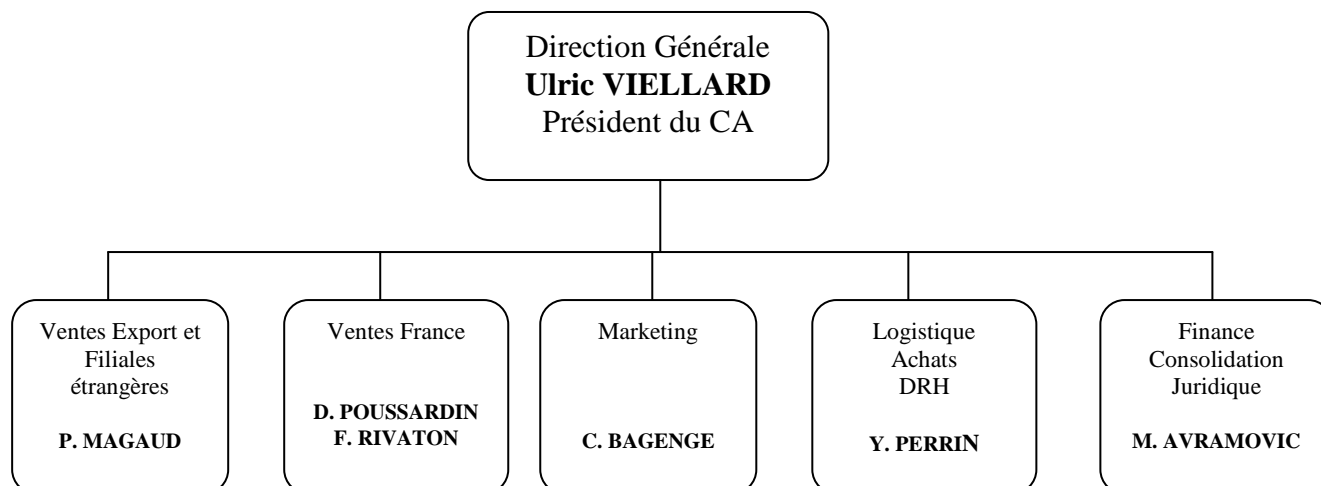 Direction Générale
Ulric VIELLARD
Président du CA
Ventes Export et
Filiales
étrangères
P. MAGAUD
Ventes France
D. POUSSARDIN
F. RIVATON
Marketing
C. BAGENGE
Logistique
Achats
DRH
Y. PERRIN
Finance
Consolidation
Juridique
M. AVRAMOVIC